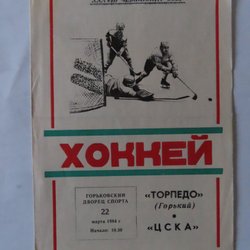 ХОККЕЙ
ГОРЬКОВСКИЙ
ДВОРЕЦ СПОРТА
22
марта 1984 г.
Начало: 18.30
«ТОРПЕДО»
(Горький)
«ЦСКА»